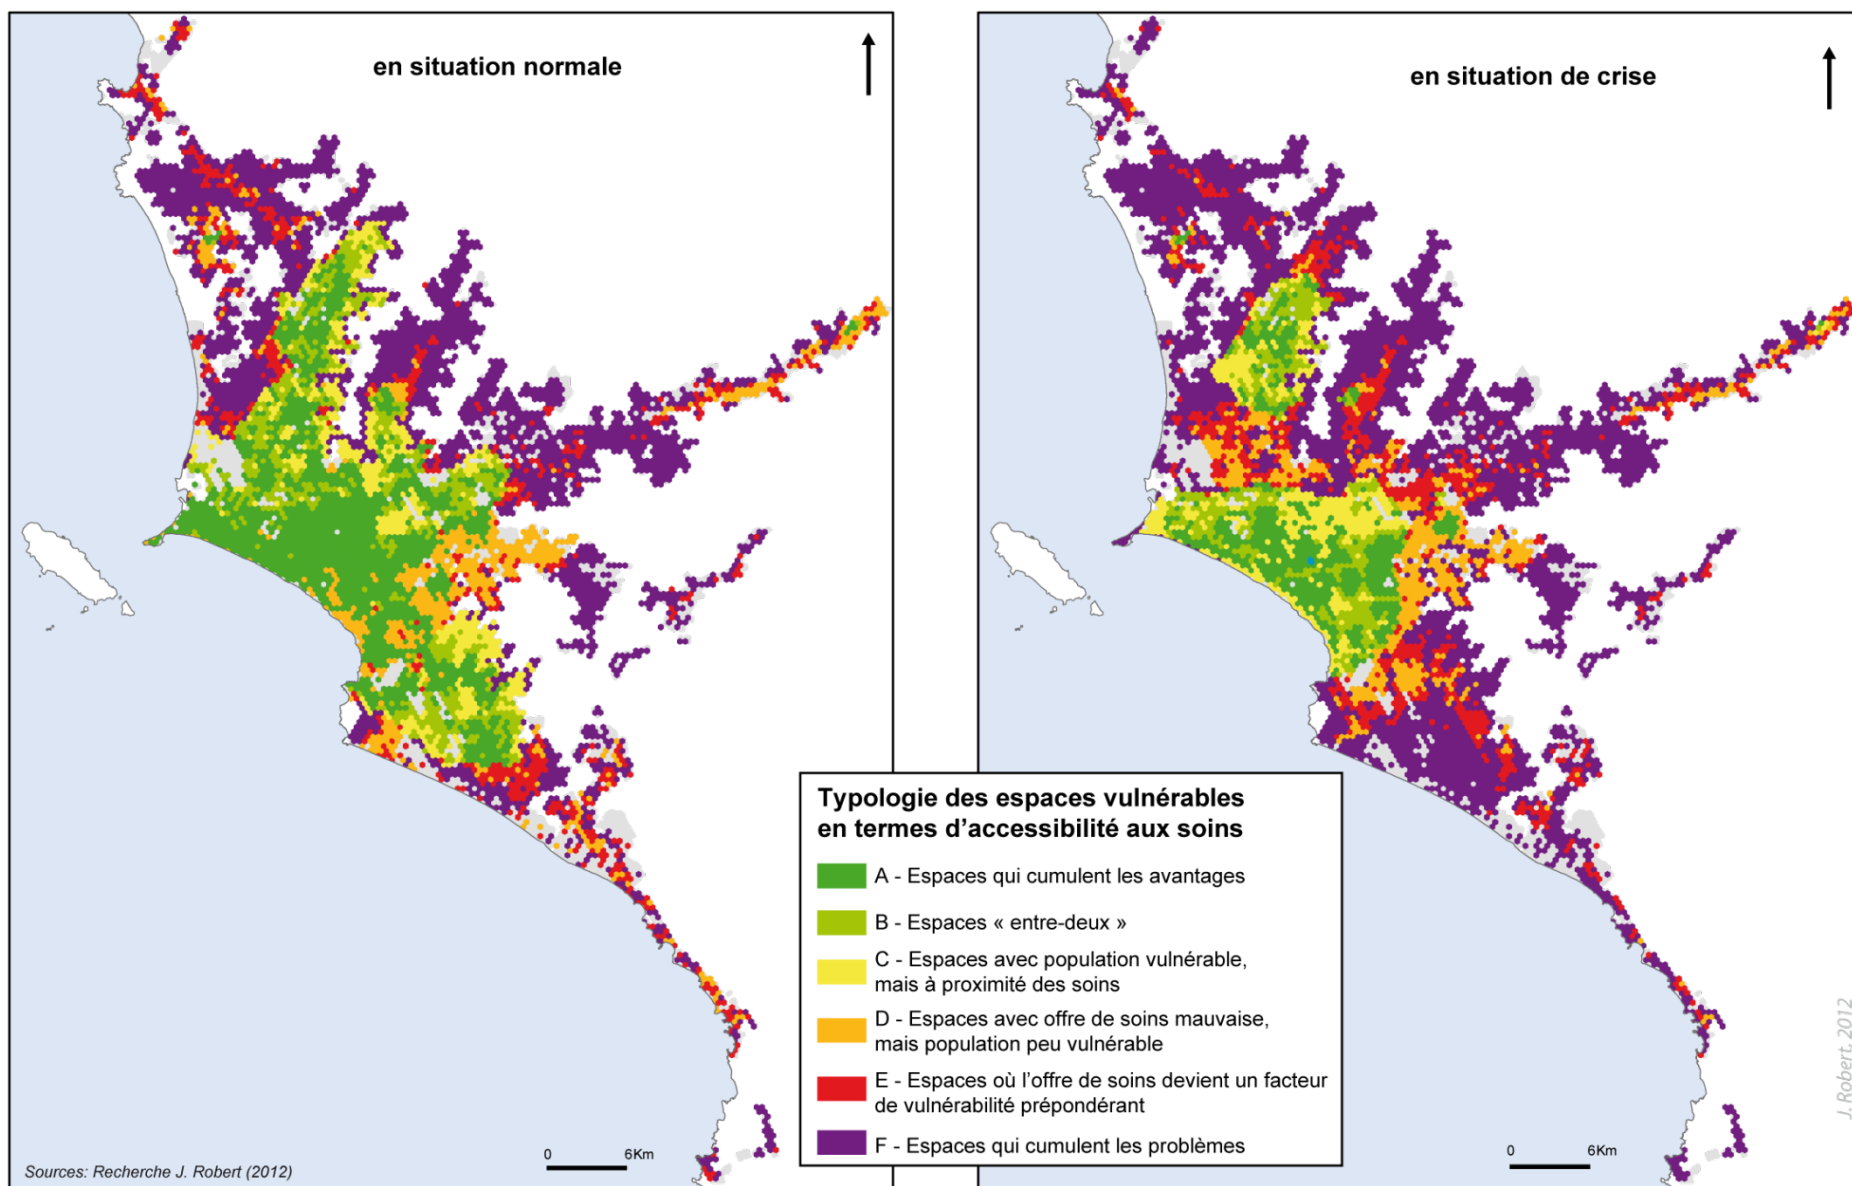 en situation normale
en situation de crise
Typologie des espaces vulnérables
en termes d'accessibilité aux soins
A - Espaces qui cumulent les avantages
B - Espaces « entre-deux »
C - Espaces avec population vulnérable,
mais à proximité des soins
D - Espaces avec offre de soins mauvaise,
mais population peu vulnérable
E - Espaces où l'offre de soins devient un facteur
de vulnérabilité prépondérant
F - Espaces qui cumulent les problèmes
0 6Km
0 6Km
Sources: Recherche J. Robert (2012)
J. Robert, 2012